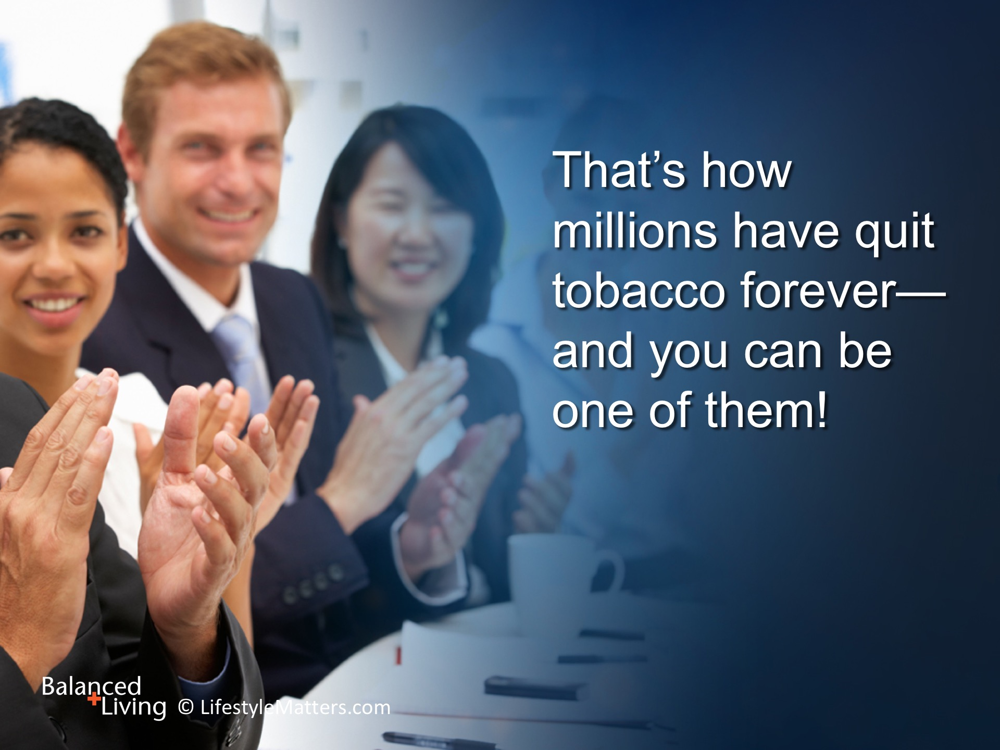 That’s how
millions have quit
tobacco forever—
and you can be
one of them!
Balanced
Living © LifestyleMatters.com